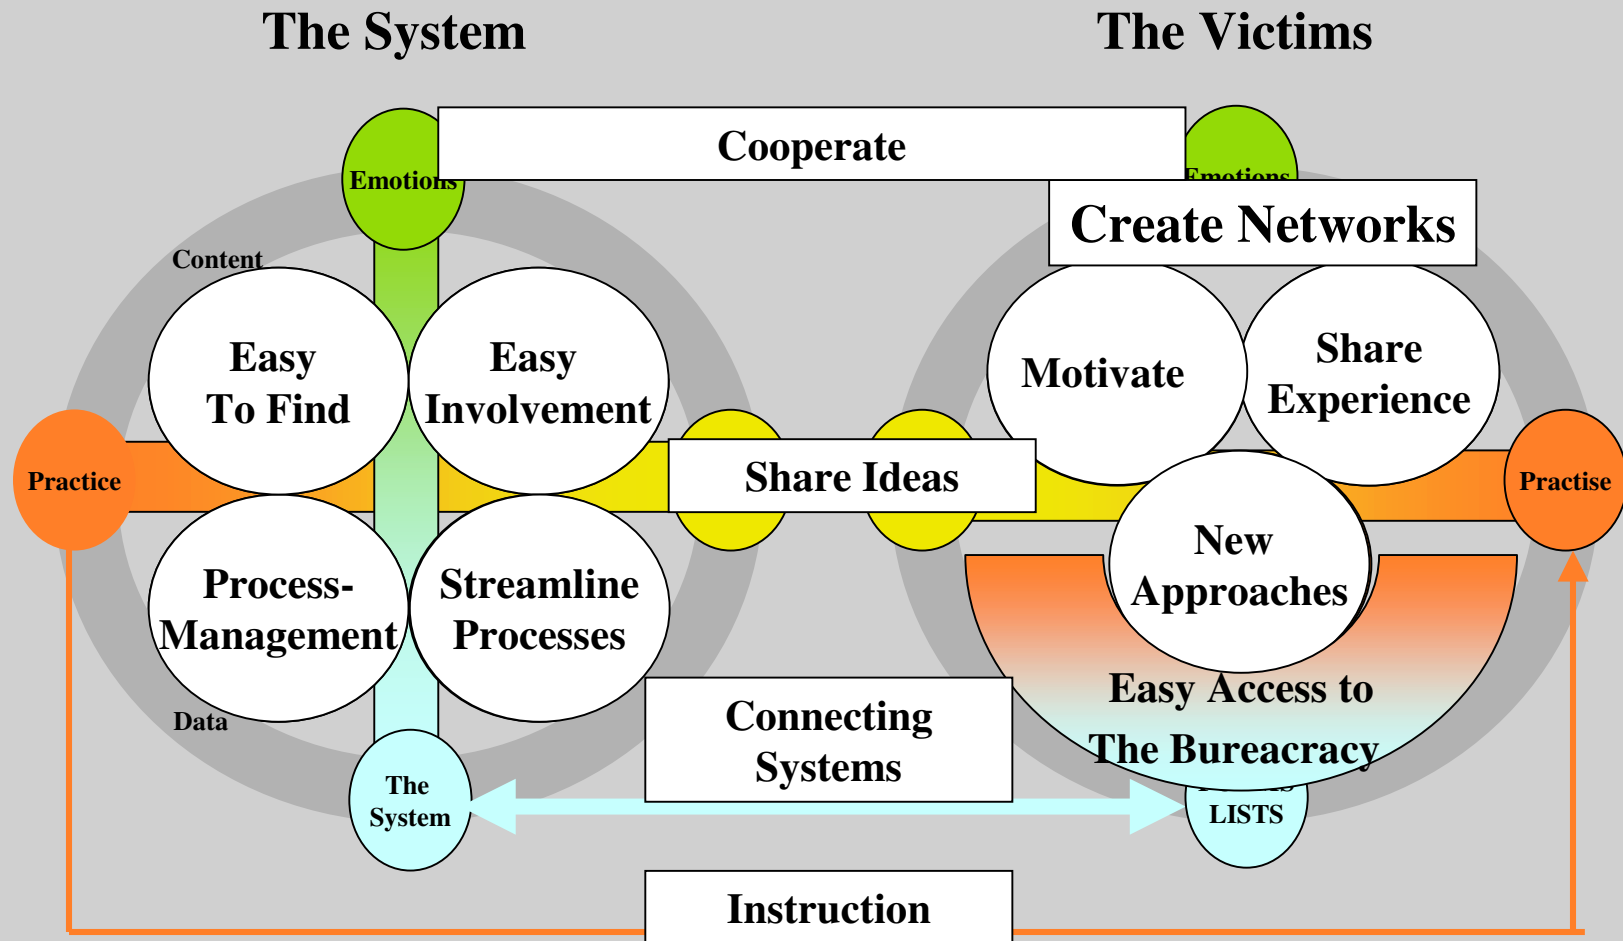 The System
The Victims
Cooperate
Emotions
Emotions
Create Networks
Content
Easy
To Find
Easy
Involvement
Motivate
Share
Experience
Practice
Share Ideas
Practise
Process-
Management
Streamline
Processes
New
Approaches
Easy Access to
The Bureacracy
Data
Connecting
Systems
The
System
LISTS
Instruction